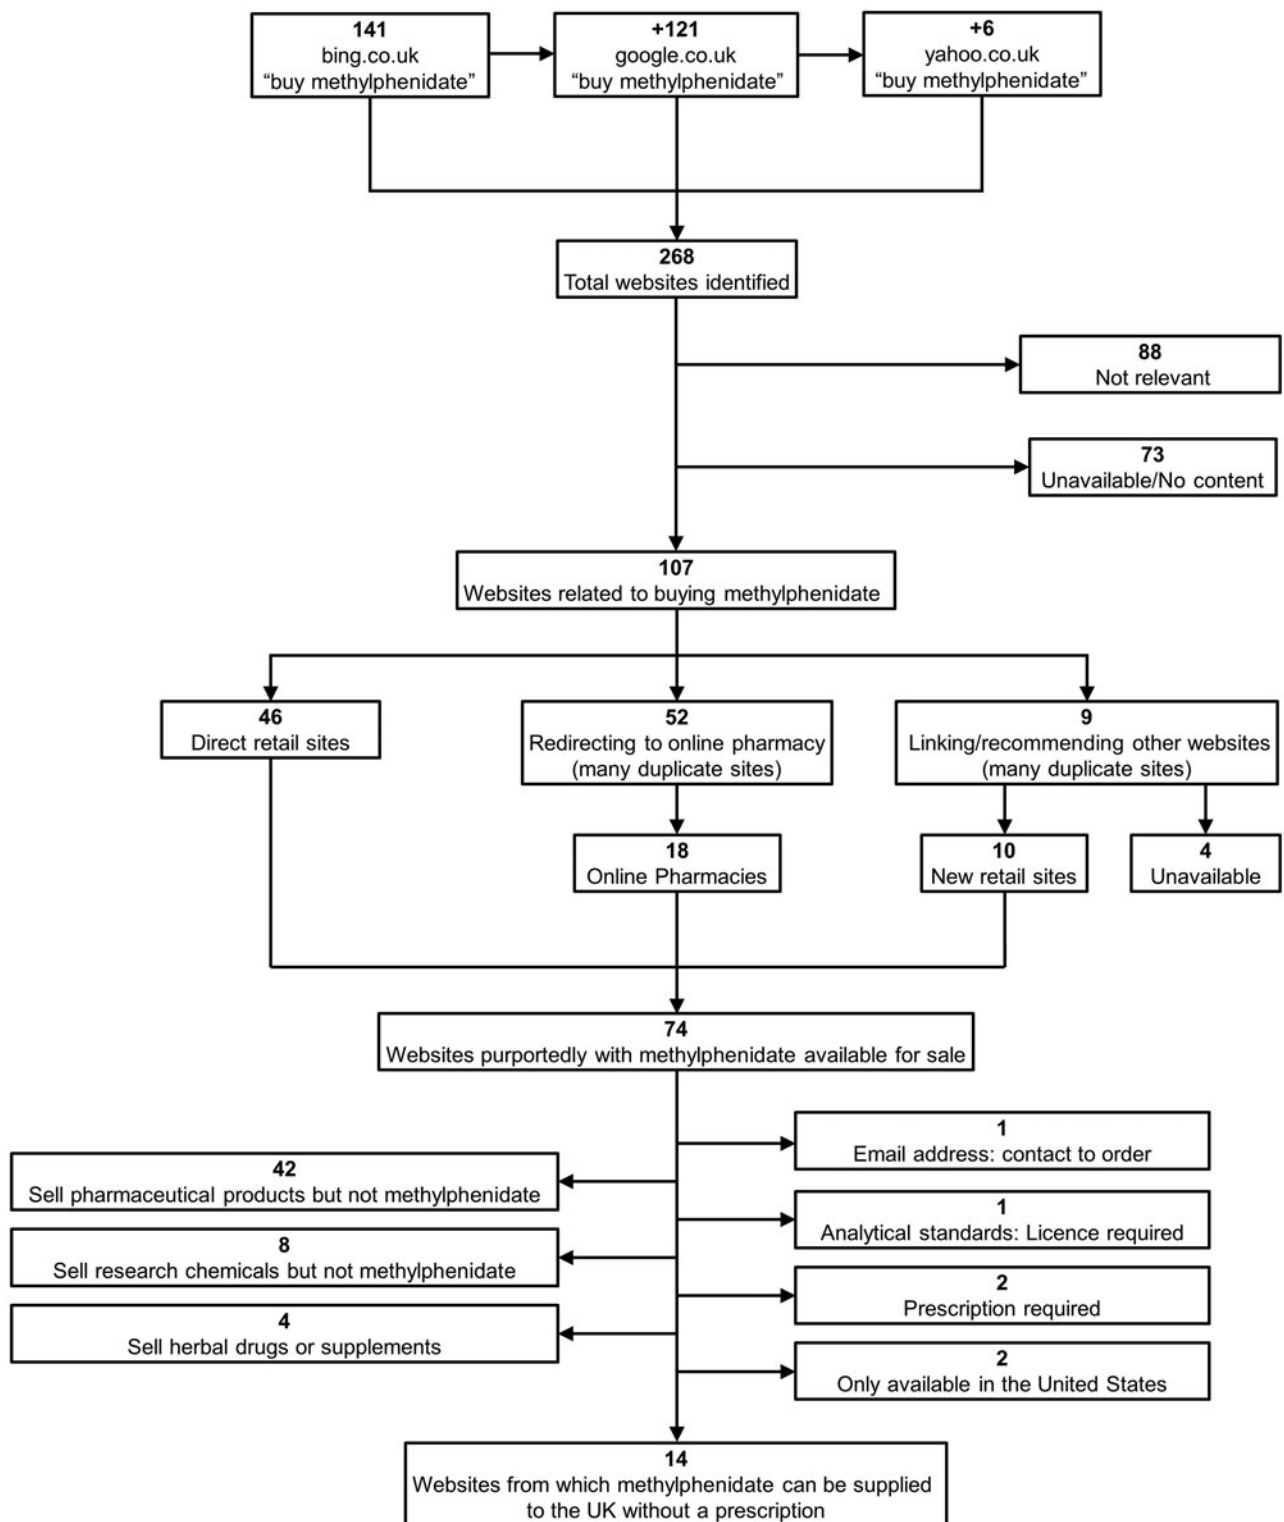 141
bing.co.uk
“buy methylphenidate”
+121
google.co.uk
“buy methylphenidate”
+6
yahoo.co.uk
“buy methylphenidate”
268
Total websites identified
88
Not relevant
73
Unavailable/No content
107
Websites related to buying methylphenidate
46
Direct retail sites
52
Redirecting to online pharmacy
(many duplicate sites)
9
Linking/recommending other websites
(many duplicate sites)
18
Online Pharmacies
10
New retail sites
4
Unavailable
74
Websites purportedly with methylphenidate available for sale
1
Email address: contact to order
42
Sell pharmaceutical products but not methylphenidate
1
Analytical standards: Licence required
8
Sell research chemicals but not methylphenidate
2
Prescription required
4
Sell herbal drugs or supplements
2
Only available in the United States
14
Websites from which methylphenidate can be supplied
to the UK without a prescription